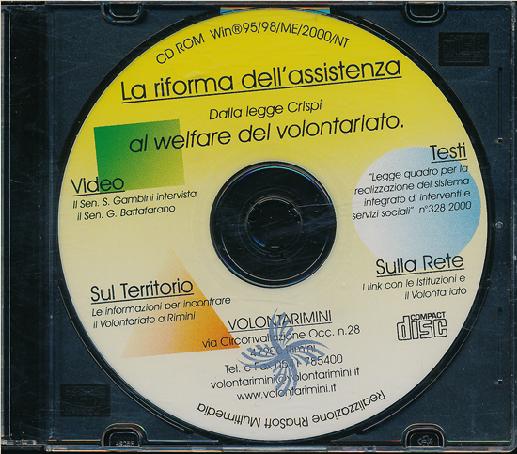 CD ROM Win®95/98/ME/2000/NT
La riforma dell'assistenza
Dalla legge Crispi
al welfare del volontariato.
Video
Il Sen. S. Gambini intervista
il Sen. G. Battafarano
Testi
"Legge quadro per la
realizzazione del sistema
integrato di interventi e
servizi sociali" n°328 2000
Sul Territorio
Le informazioni per incontrare
il Volontariato a Rimini
Sulla Rete
I link con le Istituzioni e
il Volontariato
VOLONTARIMINI
via Circonvallazione Occ. n.28
Rimini
Tel. e Fax
volontarimini@volontarimini.it
www.volontarimini.it
COMPACT
disc
Realizzazione RhaSoft Multimedia